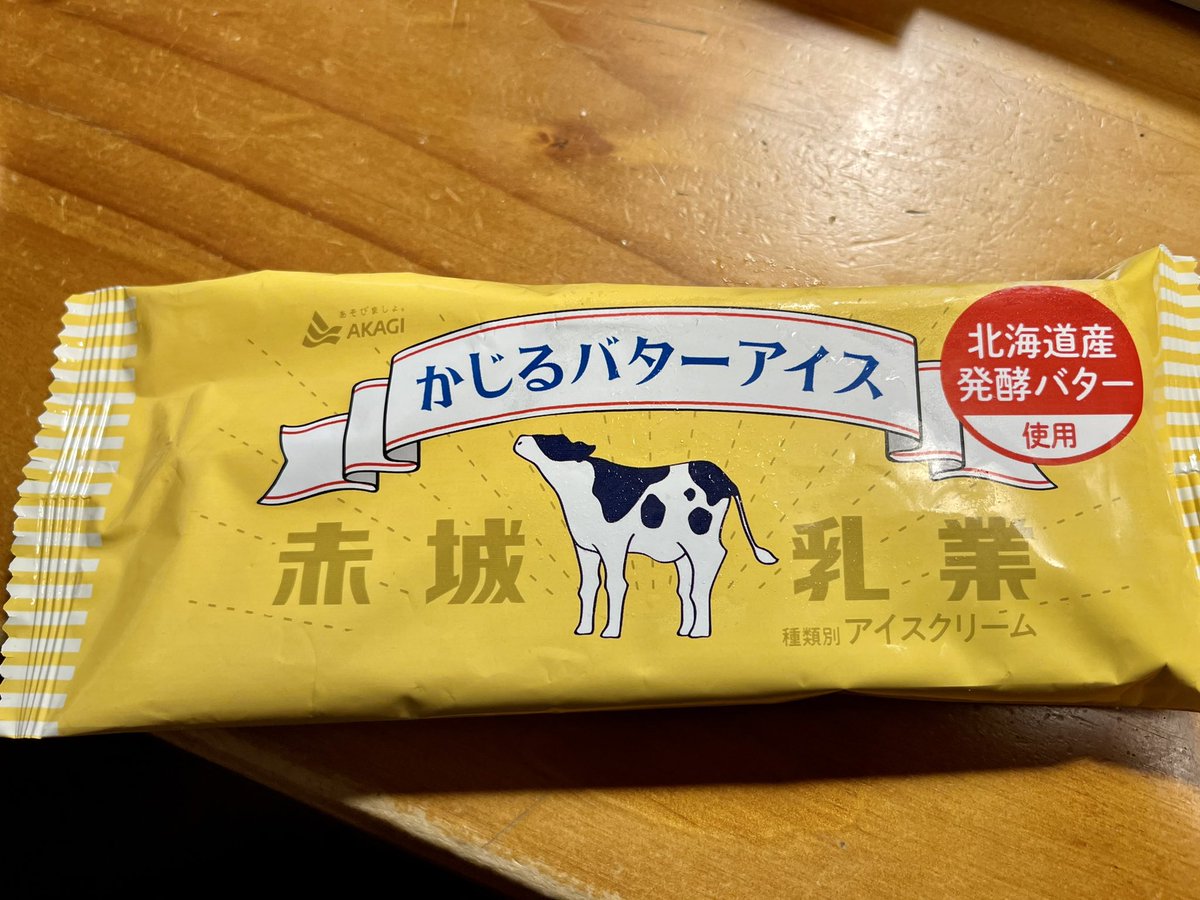 あそびましょ。
AKAGI
かじるバターアイス
北海道産
発酵バター
使用
赤城乳業
種類別 アイスクリーム